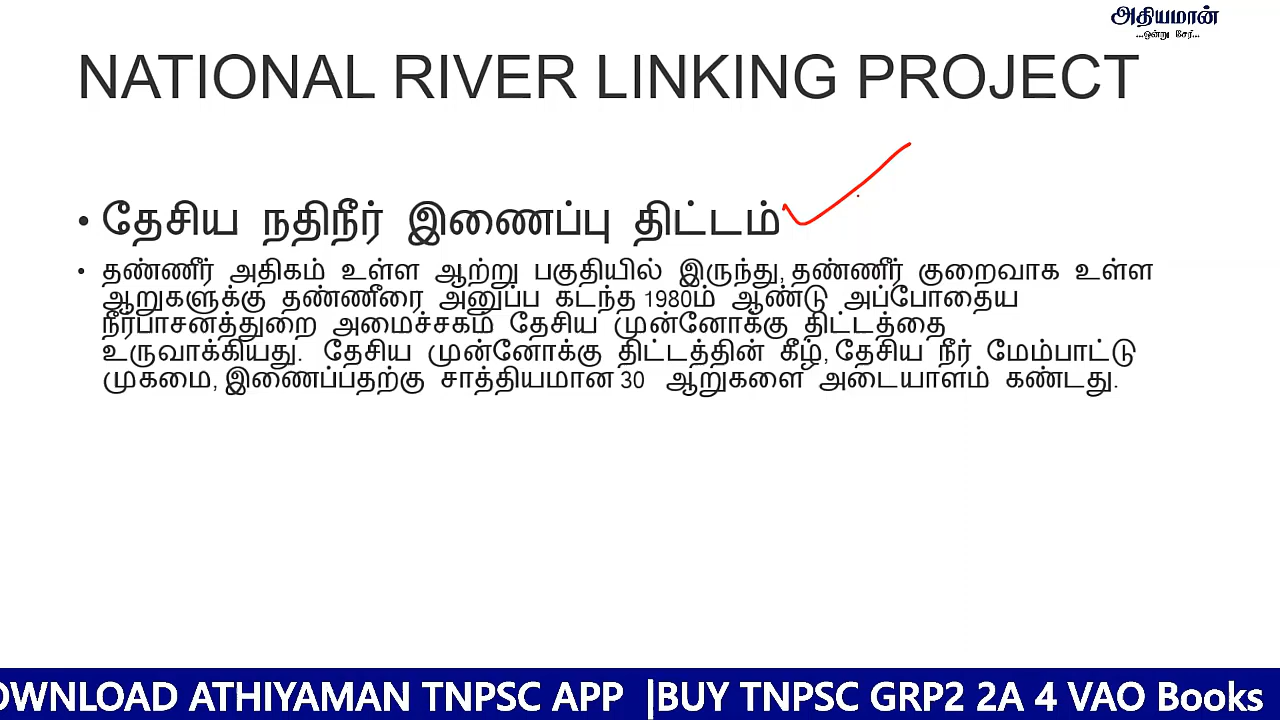 அதியமான்
...ஒன்று சேர்...
NATIONAL RIVER LINKING PROJECT
• தேசிய நதிநீர் இணைப்பு திட்டம்
• தண்ணீர் அதிகம் உள்ள ஆற்று பகுதியில் இருந்து, தண்ணீர் குறைவாக உள்ள
ஆறுகளுக்கு தண்ணீரை அனுப்ப கடந்த 1980ம் ஆண்டு அப்போதைய
நீர்பாசனத்துறை அமைச்சகம் தேசிய முன்னோக்கு திட்டத்தை
உருவாக்கியது. தேசிய முன்னோக்கு திட்டத்தின் கீழ், தேசிய நீர் மேம்பாட்டு
முகமை, இணைப்பதற்கு சாத்தியமான 30 ஆறுகளை அடையாளம் கண்டது.
OWNLOAD ATHIYAMAN TNPSC APP |BUY TNPSC GRP2 2A 4 VAO Books